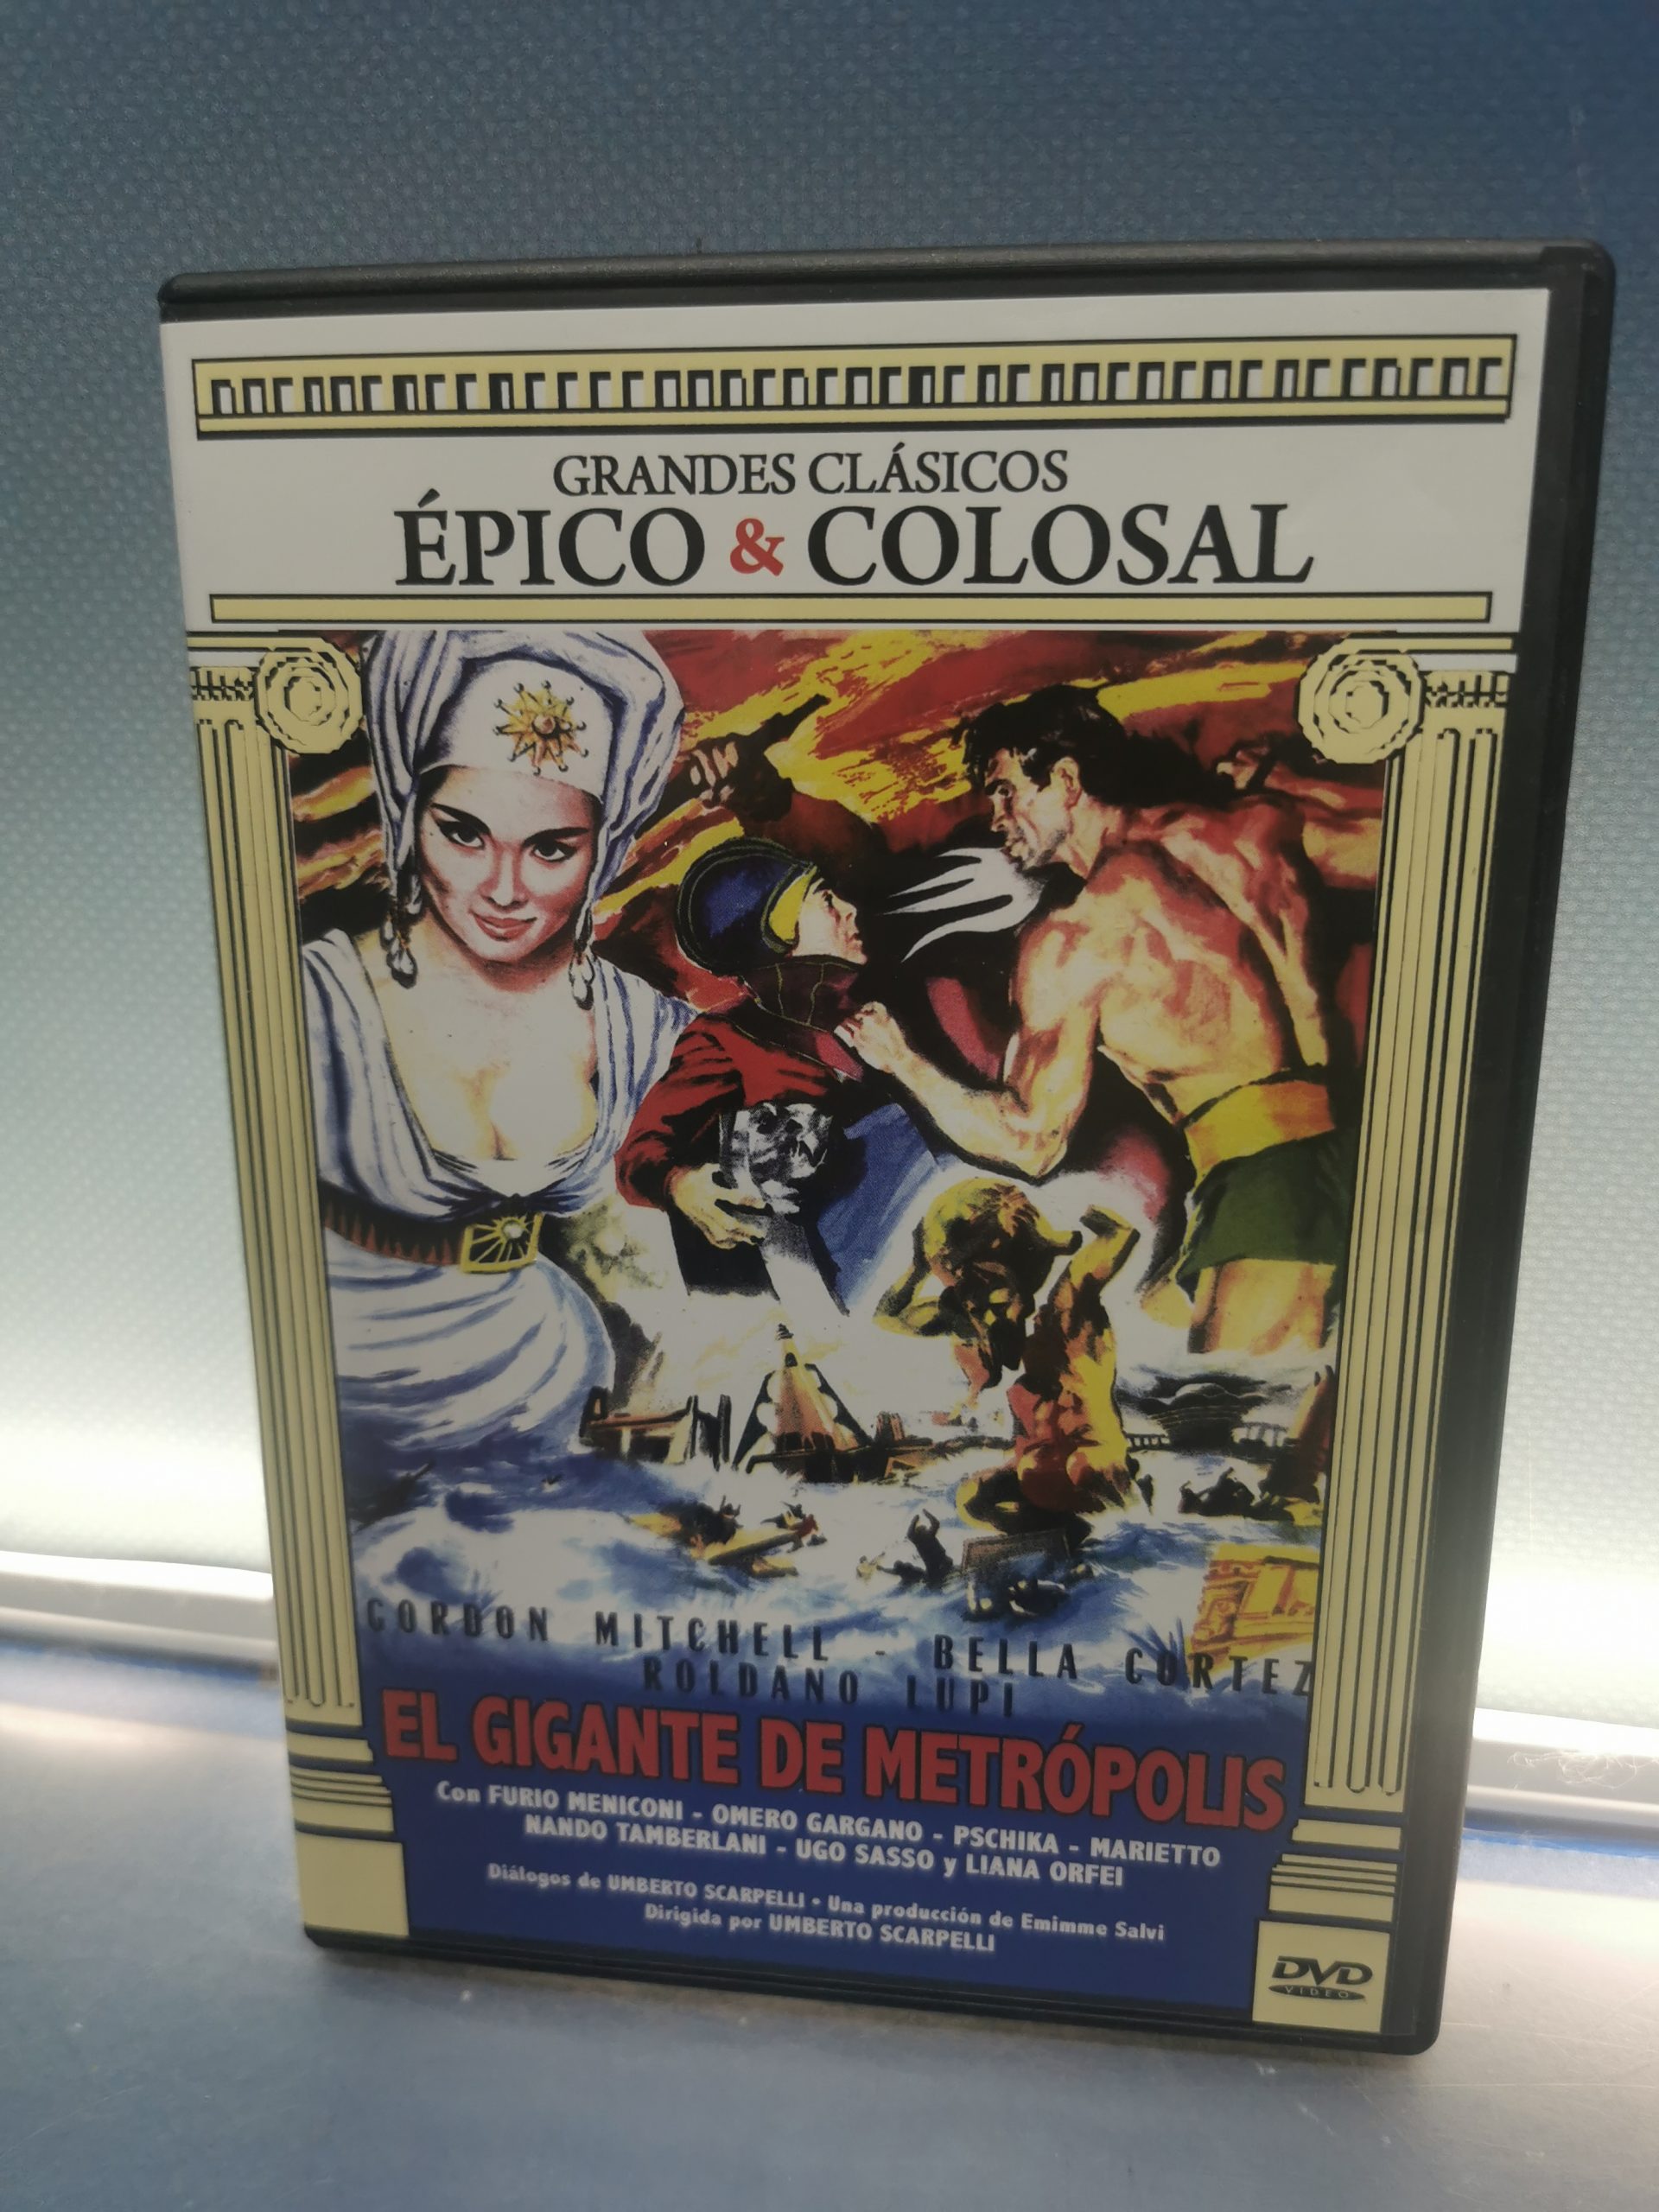 GRANDES CLÁSICOS
ÉPICO & COLOSAL
GORDON MITCHELL - BELLA CORTEZ
ROLDANO LUPI
EL GIGANTE DE METRÓPOLIS
Con FURIO MENICONI - OMERO GARGANO - PSCHIKA - MARIETTO
NANDO TAMBERLANI - UGO SASSO y LIANA ORFEI
Diálogos de UMBERTO SCARPELLI • Una producción de Emimme Salvi
Dirigida por UMBERTO SCARPELLI
DVD
VIDEO